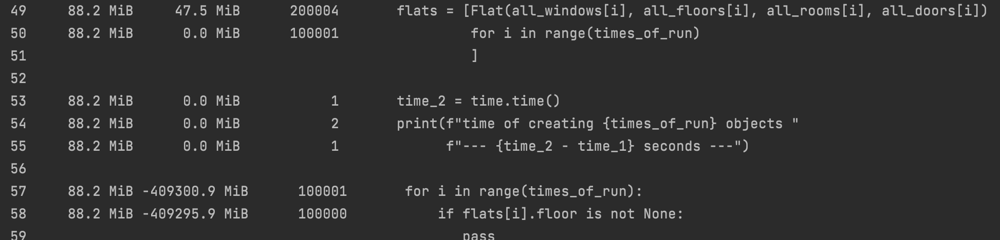 49 88.2 MiB 47.5 MiB 200004 flats = [Flat(all_windows[i], all_floors[i], all_rooms[i], all_doors[i])
50 88.2 MiB 0.0 MiB 100001 for i in range(times_of_run)
51 ]
52
53 88.2 MiB 0.0 MiB 1 time_2 = time.time()
54 88.2 MiB 0.0 MiB 2 print(f"time of creating {times_of_run} objects "
55 88.2 MiB 0.0 MiB 1 f"--- {time_2 - time_1} seconds ---")
56
57 88.2 MiB -409300.9 MiB 100001 for i in range(times_of_run):
58 88.2 MiB -409295.9 MiB 100000 if flats[i].floor is not None:
59 pass